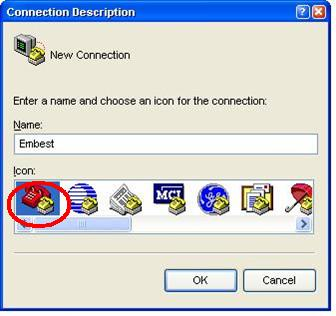 Connection Description
New Connection
Enter a name and choose an icon for the connection:
Name:
Embest
Icon:
MCI
OK
Cancel